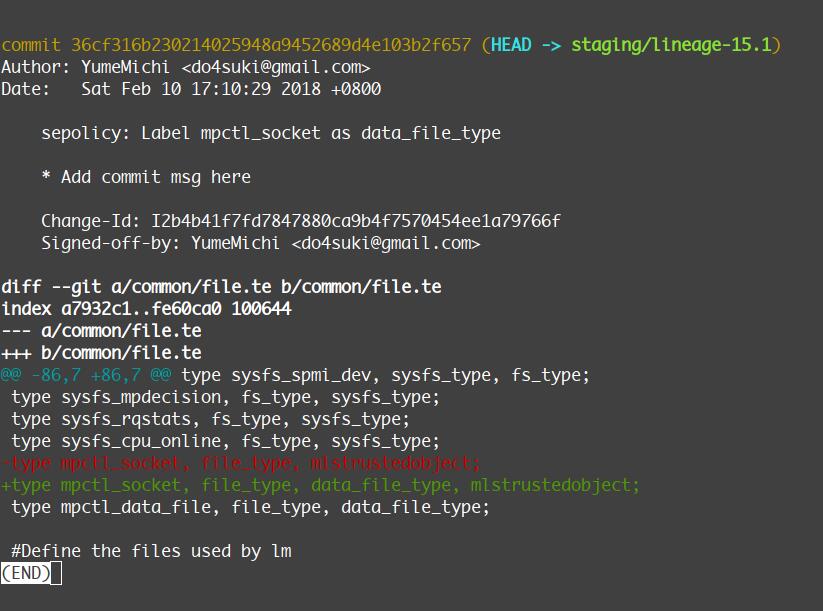 commit 36cf316b230214025948a9452689d4e103b2f657 (HEAD -> staging/lineage-15.1)
Author: YumeMichi <do4suki@gmail.com>
Date:   Sat Feb 10 17:10:29 2018 +0800

    sepolicy: Label mpctl_socket as data_file_type

    * Add commit msg here

    Change-Id: I2b4b41f7fd7847880ca9b4f7570454ee1a79766f
    Signed-off-by: YumeMichi <do4suki@gmail.com>

diff --git a/common/file.te b/common/file.te
index a7932c1..fe60ca0 100644
--- a/common/file.te
+++ b/common/file.te
@@ -86,7 +86,7 @@ type sysfs_spmi_dev, sysfs_type, fs_type;
 type sysfs_mpdecision, fs_type, sysfs_type;
 type sysfs_rqstats, fs_type, sysfs_type;
 type sysfs_cpu_online, fs_type, sysfs_type;
-type mpctl_socket, file_type, mlstrustedobject;
+type mpctl_socket, file_type, data_file_type, mlstrustedobject;
 type mpctl_data_file, file_type, data_file_type;

 #Define the files used by lm
(END)